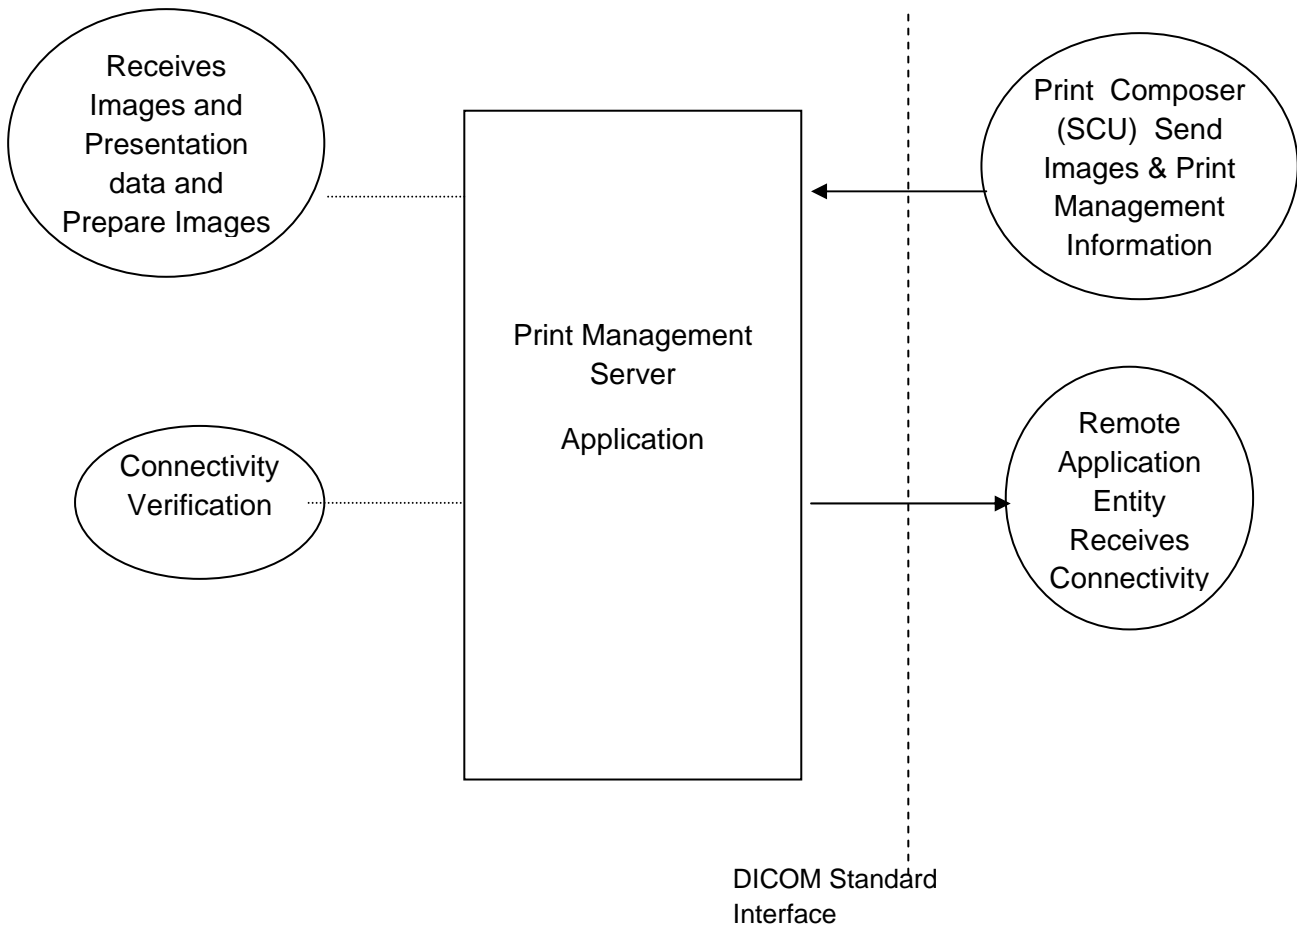 Receives
Images and
Presentation
data and
Prepare Images
Print Composer
(SCU) Send
Images & Print
Management
Information
Print Management
Server
Application
Connectivity
Verification
Remote
Application
Entity
Receives
Connectivity
DICOM Standard
Interface